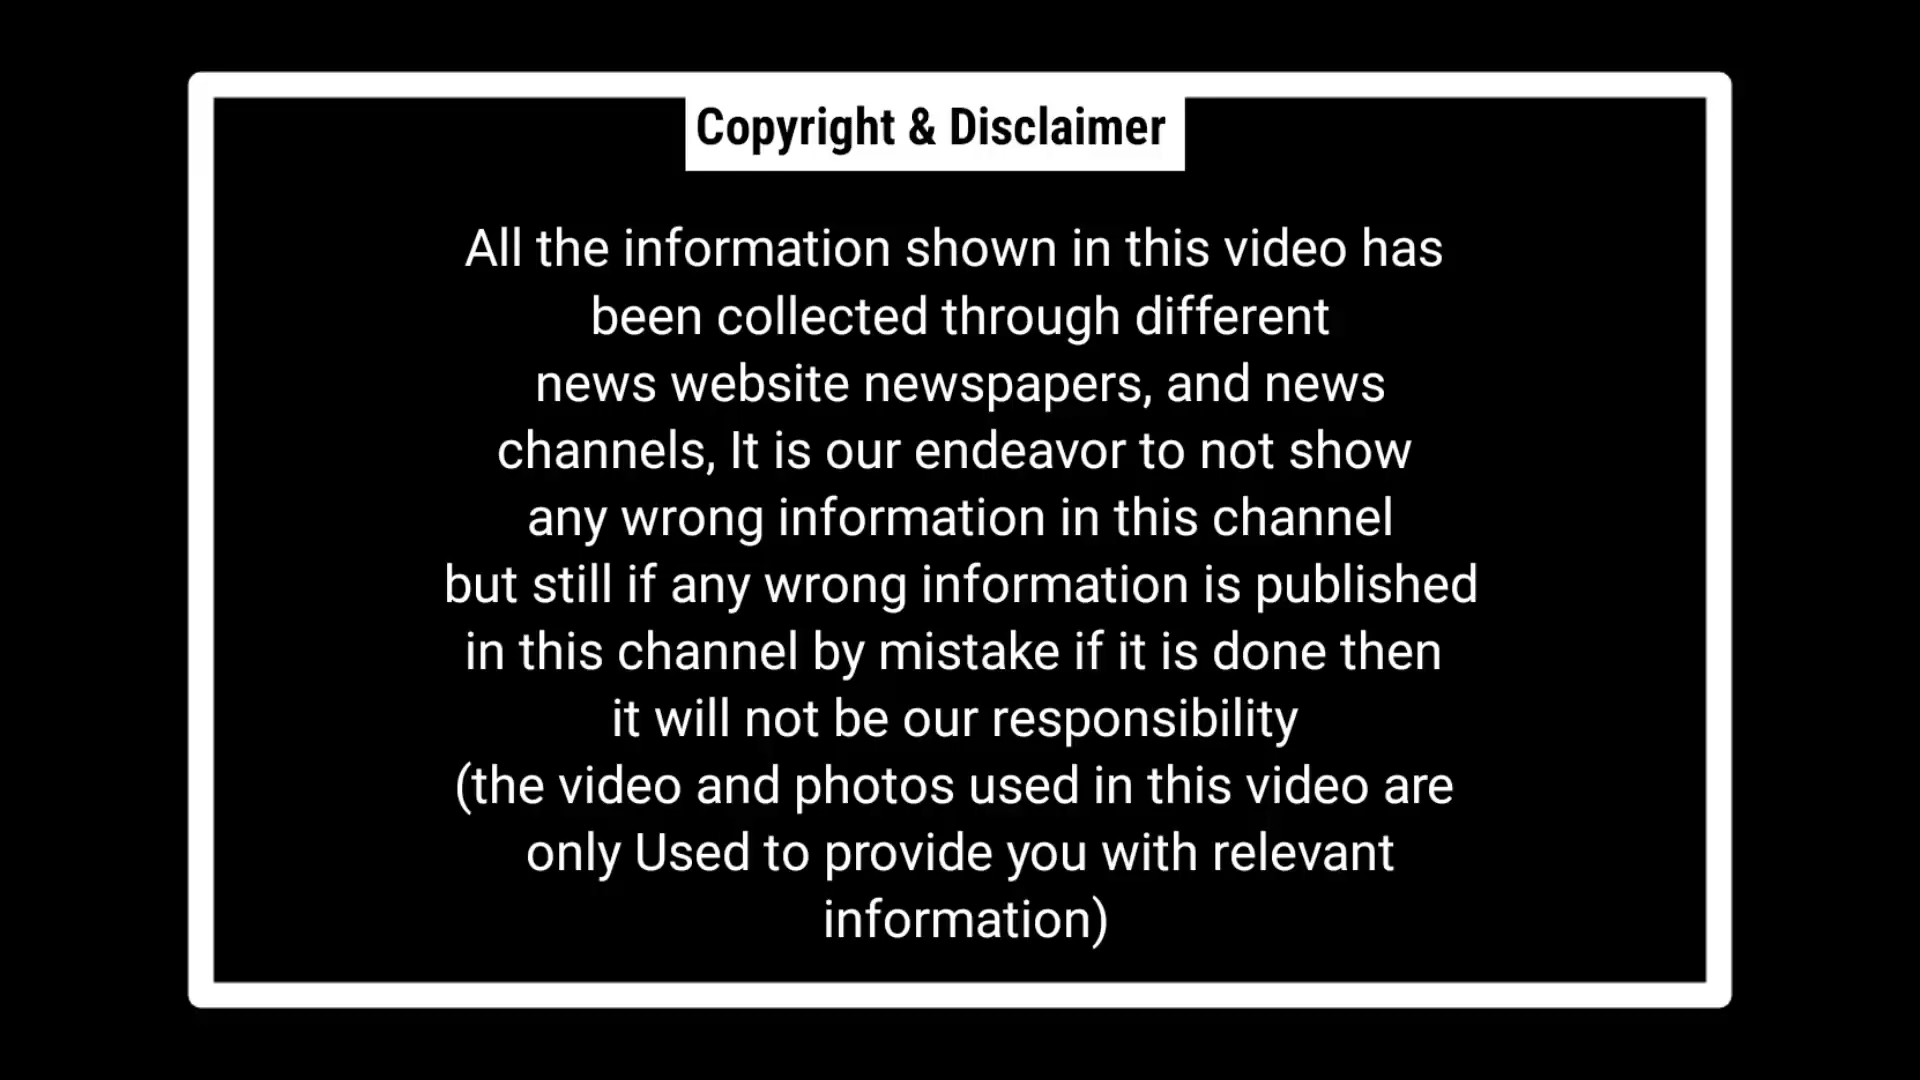 Copyright & Disclaimer
All the information shown in this video has
been collected through different
news website newspapers, and news
channels, It is our endeavor to not show
any wrong information in this channel
but still if any wrong information is published
in this channel by mistake if it is done then
it will not be our responsibility
(the video and photos used in this video are
only Used to provide you with relevant
information)